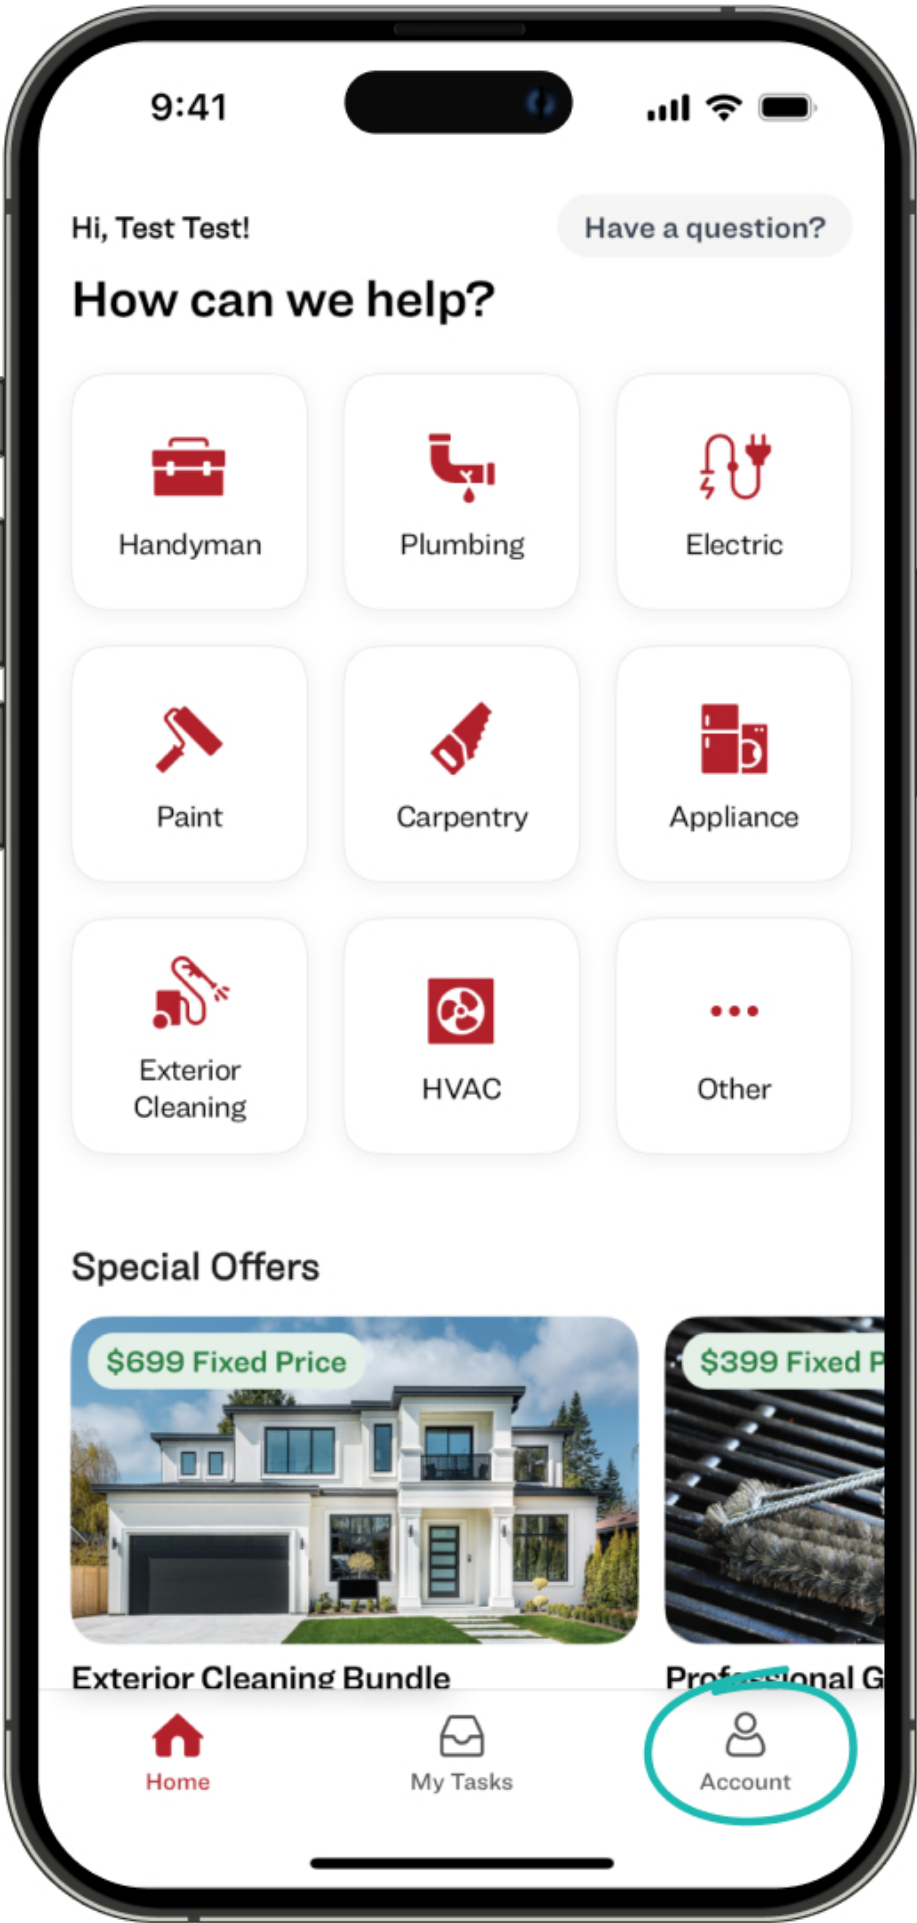 9:41
Hi, Test Test!
Have a question?
How can we help?
Handyman
Plumbing
Electric
Paint
Carpentry
Appliance
Exterior
Cleaning
HVAC
Other
Special Offers
$699 Fixed Price
$399 Fixed P
Exterior Cleaning Bundle
Professional G
Home
My Tasks
Account